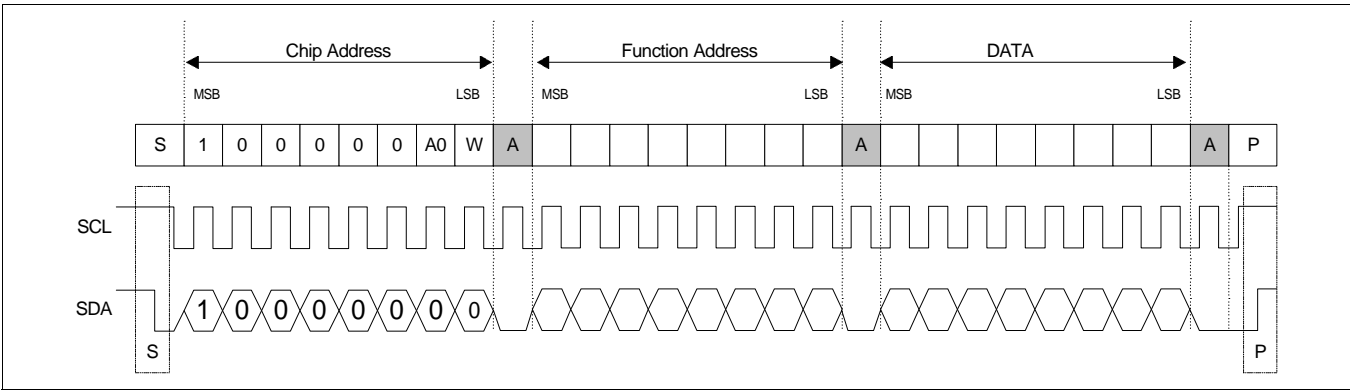 Chip Address Function Address DATA
MSB LSB MSB LSB MSB LSB
S 1 0 0 0 0 0 A0 W A A A P
SCL
SDA 1 0 0 0 0 0 0 0
S P